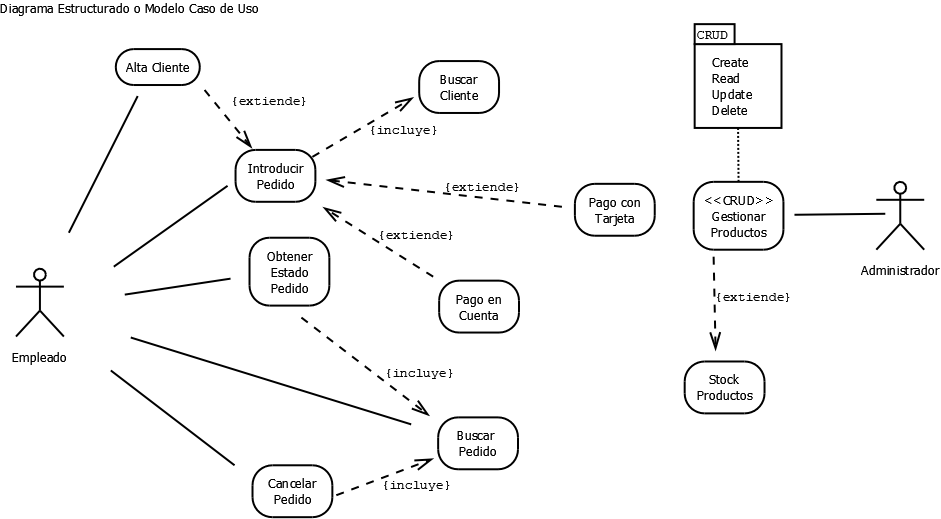 Diagrama Estructurado o Modelo Caso de Uso
CRUD
Create
Read
Update
Delete
Alta Cliente
Buscar
Cliente
{extiende}
{incluye}
Introducir
Pedido
{extiende}
Pago con
Tarjeta
<<CRUD>>
Gestionar
Productos
Administrador
{extiende}
Obtener
Estado
Pedido
Pago en
Cuenta
{extiende}
Empleado
{incluye}
Stock
Productos
Buscar
Pedido
Cancelar
Pedido
{incluye}